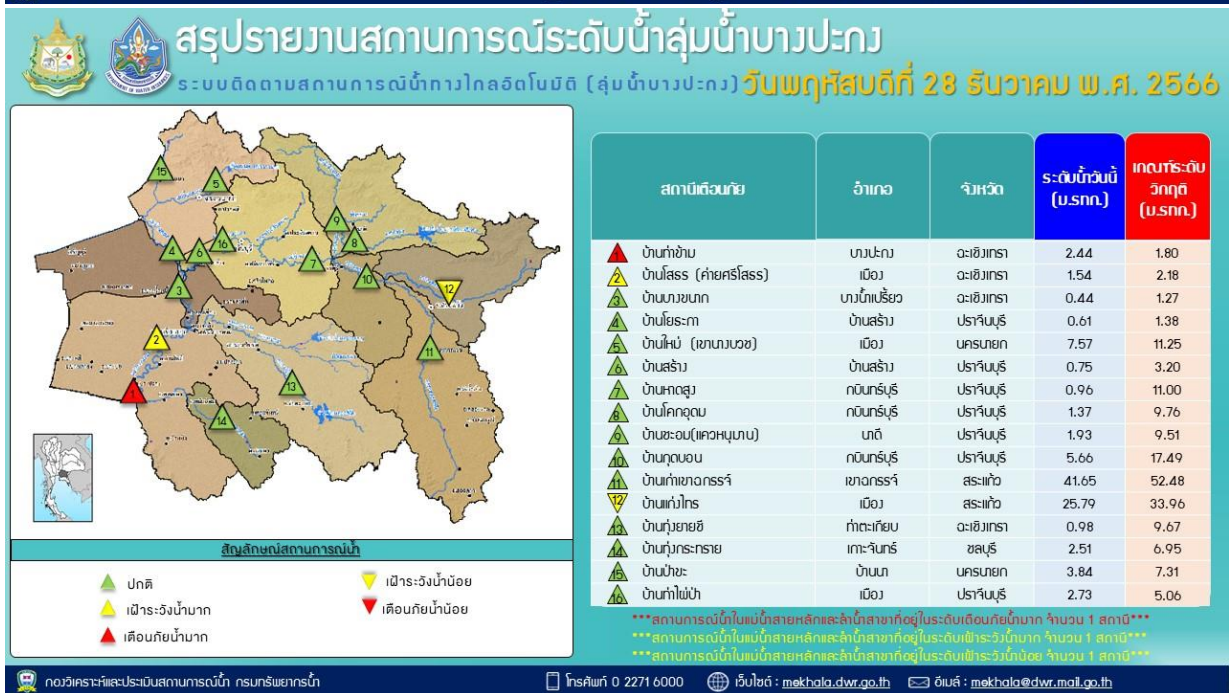 สรุปรายงานสถานการณ์ระดับน้ำลุ่มน้ำบางปะกง
ระบบติดตามสถานการณ์น้ำทางไกลอัตโนมัติ (ลุ่มน้ำบางปะกง) วันพฤหัสบดีที่ 28 ธันวาคม พ.ศ. 2566
สถานีเตือนภัย อำเภอ จังหวัด ระดับน้ำวันนี้ (ม.รทก.) เกณฑ์ระดับวิกฤติ (ม.รทก.)
1 บ้านท่าข้าม บางปะกง ฉะเชิงเทรา 2.44 1.80
2 บ้านโสธร (ค่ายศรีโสธร) เมือง ฉะเชิงเทรา 1.54 2.18
3 บ้านบางขนาก บางน้ำเปรี้ยว ฉะเชิงเทรา 0.44 1.27
4 บ้านโยธะกา บ้านสร้าง ปราจีนบุรี 0.61 1.38
5 บ้านใหม่ (เขานางบวช) เมือง นครนายก 7.57 11.25
6 บ้านสร้าง บ้านสร้าง ปราจีนบุรี 0.75 3.20
7 บ้านหาดสูง กบินทร์บุรี ปราจีนบุรี 0.96 11.00
8 บ้านโคกอุดม กบินทร์บุรี ปราจีนบุรี 1.37 9.76
9 บ้านซะอม(แควหนุมาน) นาดี ปราจีนบุรี 1.93 9.51
10 บ้านกุดบอน กบินทร์บุรี ปราจีนบุรี 5.66 17.49
11 บ้านเก่าเขาฉกรรจ์ เขาฉกรรจ์ สระแก้ว 41.65 52.48
12 บ้านแก่งไทร เมือง สระแก้ว 25.79 33.96
13 บ้านทุ่งยายชี ท่าตะเกียบ ฉะเชิงเทรา 0.98 9.67
14 บ้านทุ่งกระทราย เกาะจันทร์ ชลบุรี 2.51 6.95
15 บ้านป่าขะ บ้านนา นครนายก 3.84 7.31
16 บ้านท่าไผ่ป่า เมือง ปราจีนบุรี 2.73 5.06
***สถานการณ์น้ำในแม่น้ำสายหลักและลำน้ำสาขาที่อยู่ในระดับเตือนภัยน้ำมาก จำนวน 1 สถานี***
***สถานการณ์น้ำในแม่น้ำสายหลักและลำน้ำสาขาที่อยู่ในระดับเฝ้าระวังน้ำมาก จำนวน 1 สถานี***
***สถานการณ์น้ำในแม่น้ำสายหลักและลำน้ำสาขาที่อยู่ในระดับเฝ้าระวังน้ำน้อย จำนวน 1 สถานี***
15
5
9
4
6
16
8
7
10
3
12
2
11
1
13
14
สัญลักษณ์สถานการณ์น้ำ
ปกติ เฝ้าระวังน้ำน้อย
เฝ้าระวังน้ำมาก เตือนภัยน้ำน้อย
เตือนภัยน้ำมาก
กองวิเคราะห์และประเมินสถานการณ์น้ำ กรมทรัพยากรน้ำ โทรศัพท์ 0 2271 6000 เว็บไซต์ : mekhala.dwr.go.th อีเมล์ : mekhala@dwr.mail.go.th